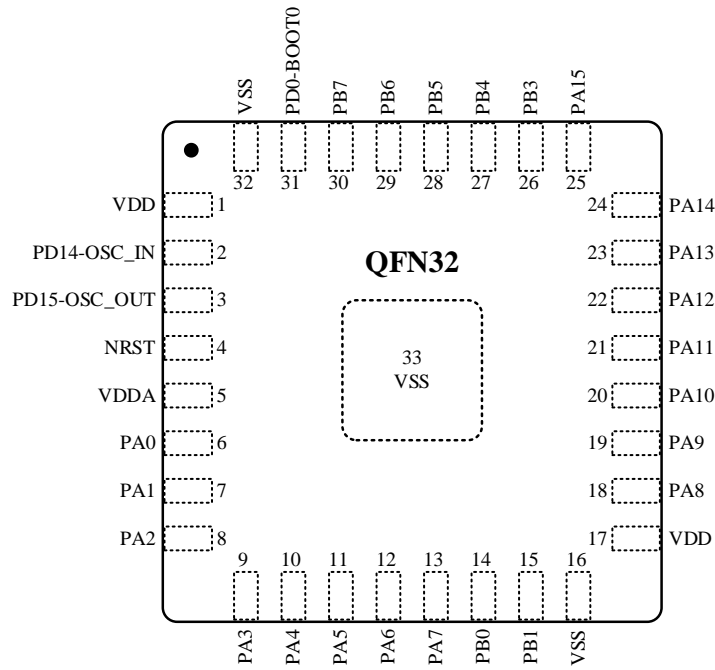 VSS
PD0-BOOT0
PB7
PB6
PB5
PB4
PB3
PA15
32
31
30
29
28
27
26
25
VDD 1
24 PA14
PD14-OSC_IN 2
23 PA13
QFN32
PD15-OSC_OUT 3
22 PA12
NRST 4
33
VSS
21 PA11
VDDA 5
20 PA10
PA0 6
19 PA9
PA1 7
18 PA8
PA2 8
17 VDD
9
10
11
12
13
14
15
16
PA3
PA4
PA5
PA6
PA7
PB0
PB1
VSS